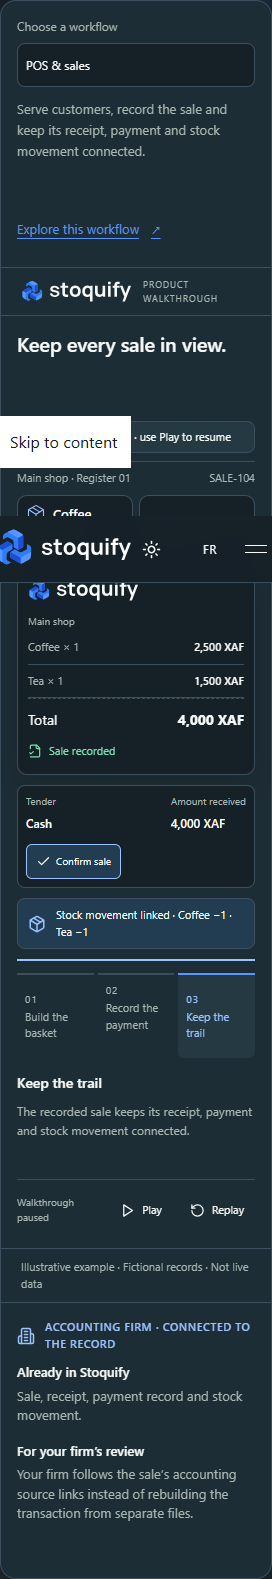 Choose a workflow
POS & sales
Serve customers, record the sale and
keep its receipt, payment and stock
movement connected.
Explore this workflow ↗
stoquify
PRODUCT
WALKTHROUGH
Keep every sale in view.
Skip to content
· use Play to resume
Main shop · Register 01
SALE-104
Coffee
stoquify
FR
stoquify
Main shop
Coffee × 1
2,500 XAF
Tea × 1
1,500 XAF
Total
4,000 XAF
Sale recorded
Tender
Amount received
Cash
4,000 XAF
Confirm sale
Stock movement linked · Coffee −1 ·
Tea −1
01
Build the
basket
02
Record the
payment
03
Keep the
trail
Keep the trail
The recorded sale keeps its receipt, payment
and stock movement connected.
Walkthrough
paused
Play
Replay
Illustrative example · Fictional records · Not live
data
ACCOUNTING FIRM · CONNECTED TO
THE RECORD
Already in Stoquify
Sale, receipt, payment record and stock
movement.
For your firm's review
Your firm follows the sale's accounting
source links instead of rebuilding the
transaction from separate files.